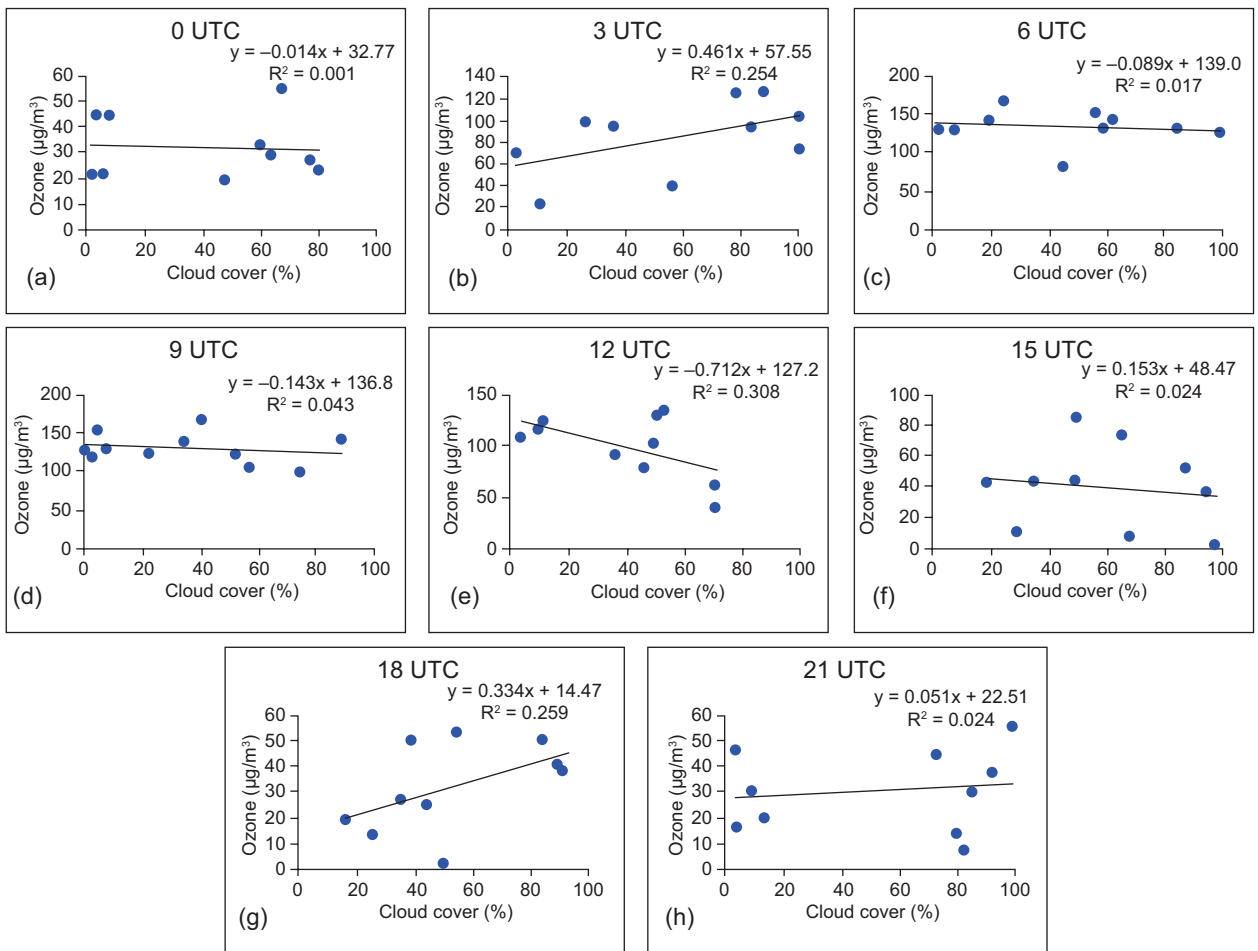 0 UTC
y = –0.014x + 32.77
R² = 0.001
60
50
40
30
20
10
0
Ozone (µg/m³)
0 20 40 60 80 100
Cloud cover (%)
(a)
3 UTC
y = 0.461x + 57.55
R² = 0.254
140
120
100
80
60
40
20
0
Ozone (µg/m³)
0 20 40 60 80 100
Cloud cover (%)
(b)
6 UTC
y = –0.089x + 139.0
R² = 0.017
200
150
100
50
0
Ozone (µg/m³)
0 20 40 60 80 100
Cloud cover (%)
(c)
9 UTC
y = –0.143x + 136.8
R² = 0.043
200
150
100
50
0
Ozone (µg/m³)
0 20 40 60 80 100
Cloud cover (%)
(d)
12 UTC
y = –0.712x + 127.2
R² = 0.308
150
100
50
0
Ozone (µg/m³)
0 20 40 60 80 100
Cloud cover (%)
(e)
15 UTC
y = 0.153x + 48.47
R² = 0.024
100
80
60
40
20
0
Ozone (µg/m³)
0 20 40 60 80 100
Cloud cover (%)
(f)
18 UTC
y = 0.334x + 14.47
R² = 0.259
60
50
40
30
20
10
0
Ozone (µg/m³)
0 20 40 60 80 100
Cloud cover (%)
(g)
21 UTC
y = 0.051x + 22.51
R² = 0.024
60
50
40
30
20
10
0
Ozone (µg/m³)
0 20 40 60 80 100
Cloud cover (%)
(h)